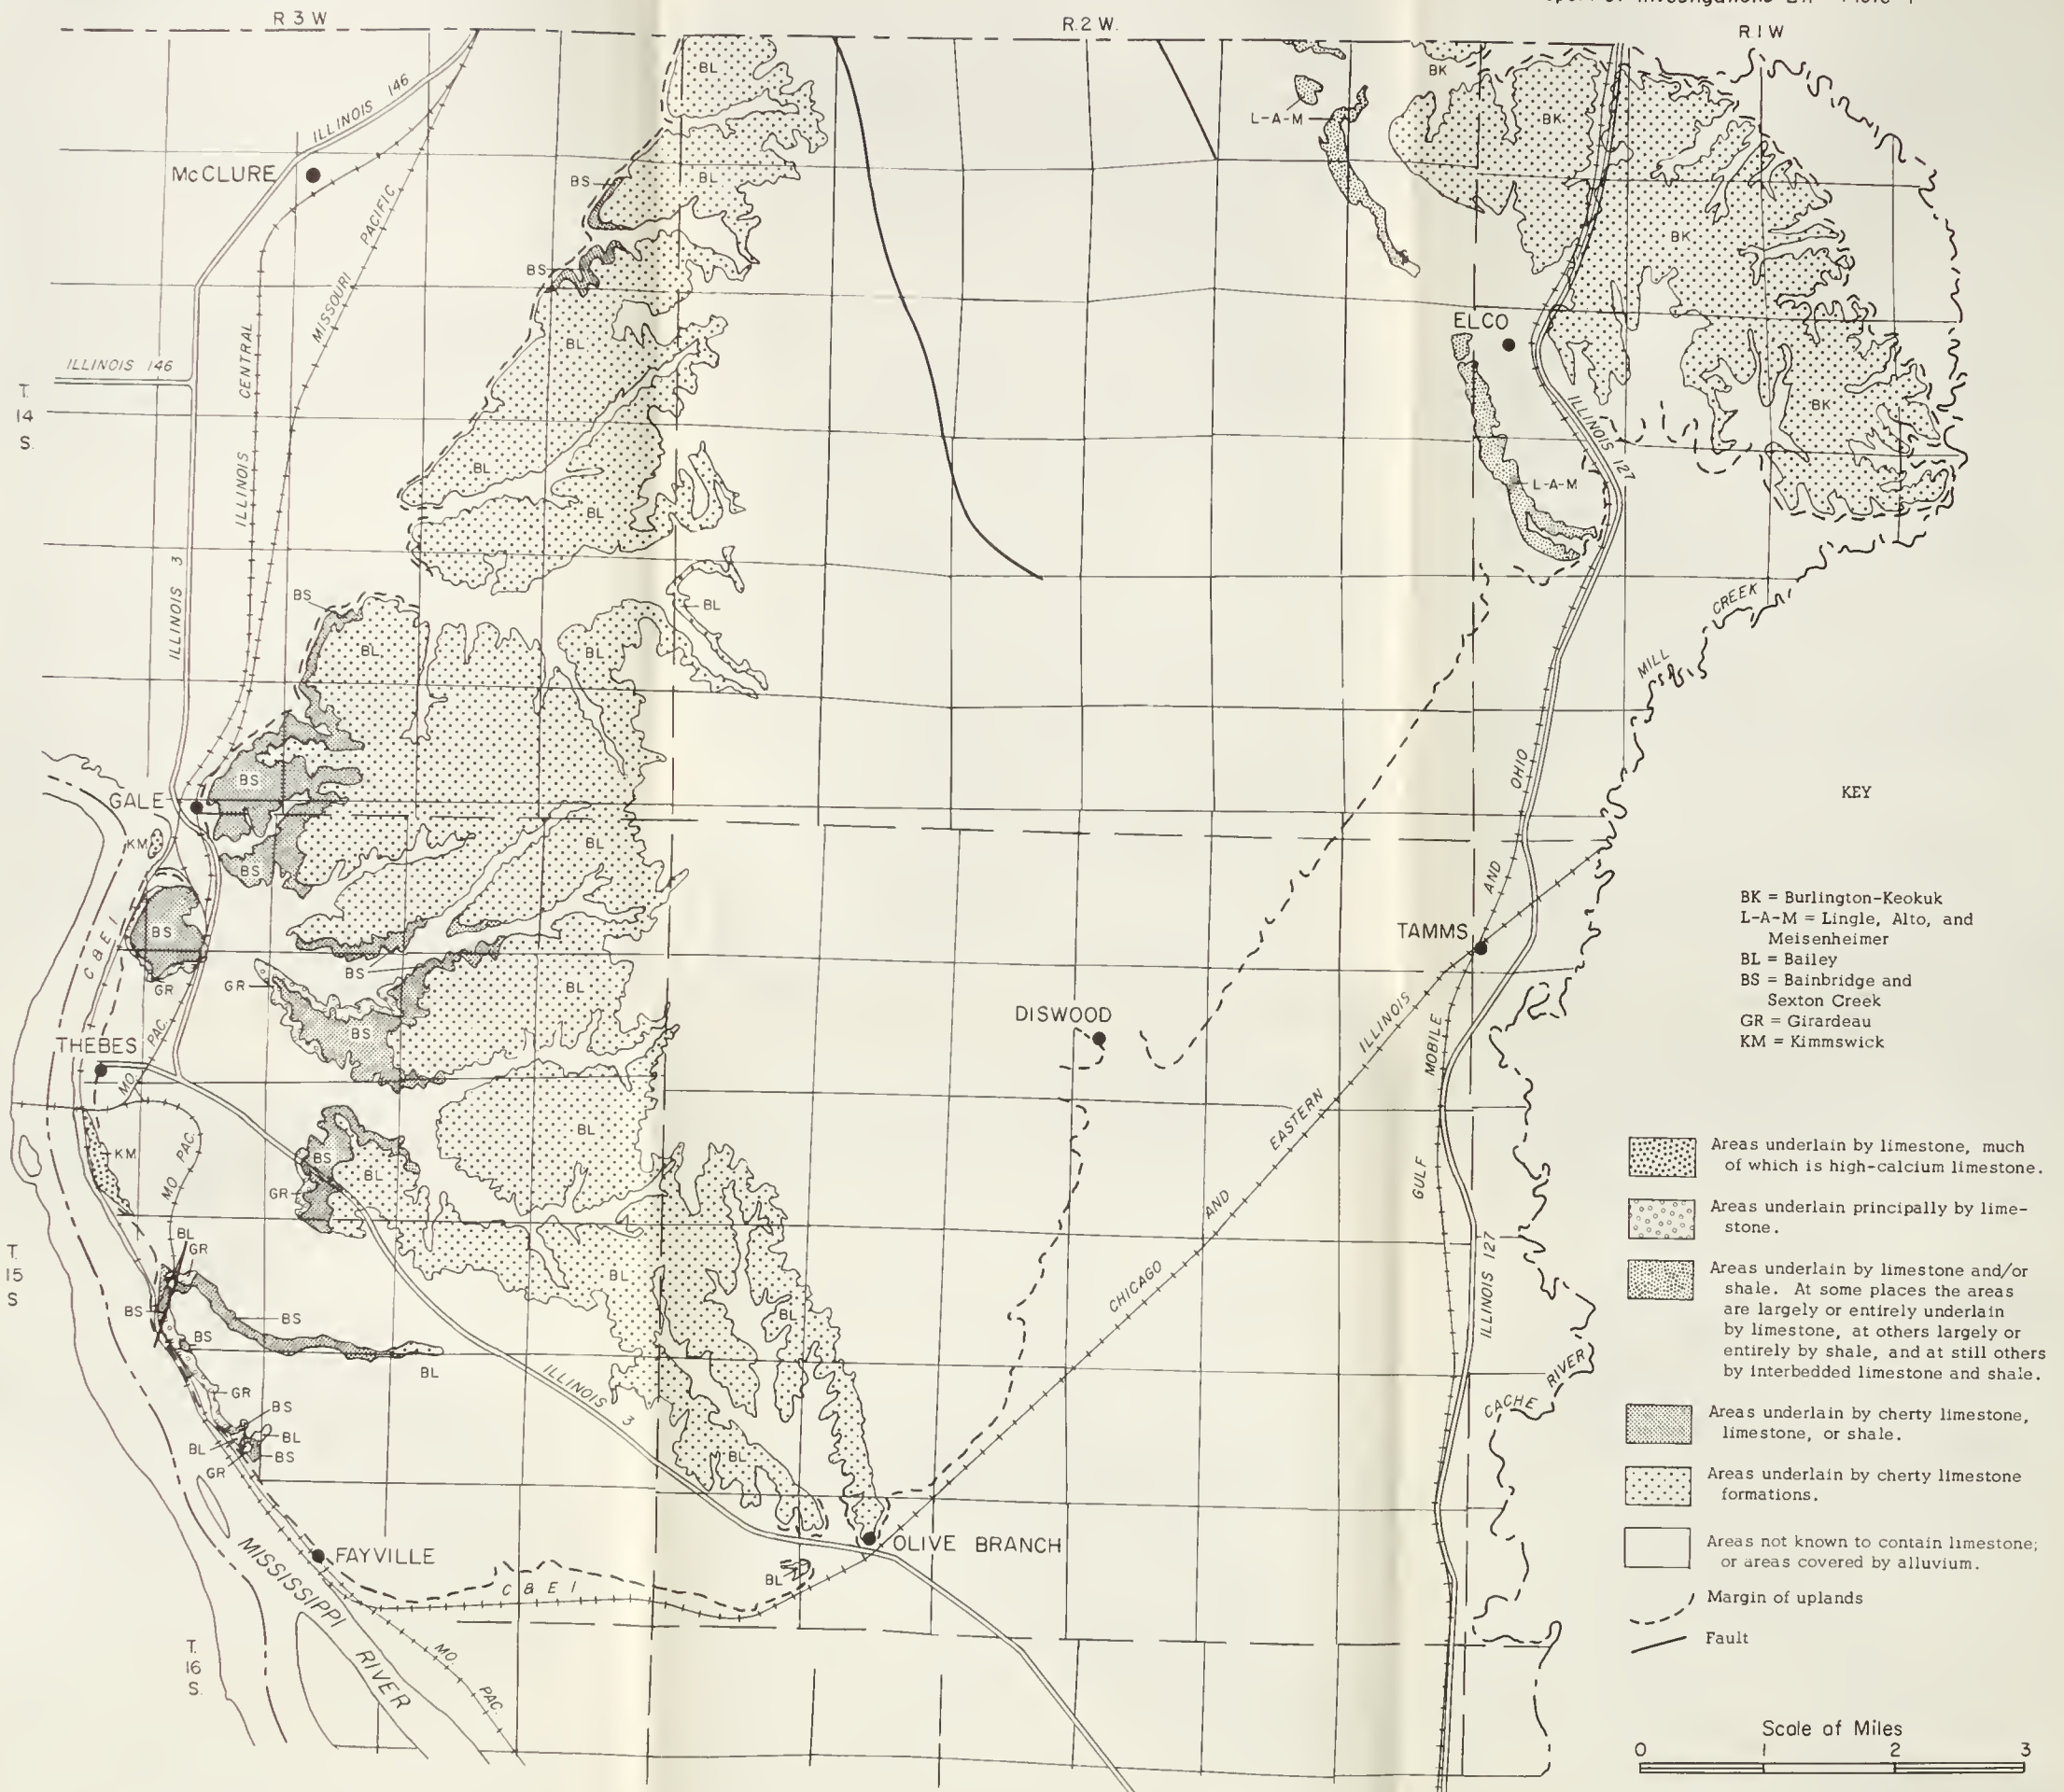 Investigations
R 3 W
R.2 W.
R I W
ILLINOIS 146
McCLURE
MISSOURI PACIFIC
ILLINOIS CENTRAL
ILLINOIS 146
ILLINOIS 3
T.
14
S.
BL
BL
BS
BS
BL
BL
BL
BS
BL
BL
BL
BK
L-A-M
BK
BK
ELCO
BK
ILLINOIS 127
L-A-M
CREEK
MILL
GALE
BS
KM
BS
BL
BS
C & E I
GR
MO. PAC.
THEBES
BS
GR
BS
BL
TAMMS
DISWOOD
KM
MO PAC.
BS
GR
BL
BL
T.
15
S
BL
GR
BS
BS
BS
BL
GR
BS
BL
BL
BS
GR
BL
BL
BL
ILLINOIS 3
CHICAGO AND EASTERN ILLINOIS
GULF MOBILE AND OHIO
ILLINOIS 127
CACHE RIVER
FAYVILLE
OLIVE BRANCH
BL
C & E I
MISSISSIPPI RIVER
MO. PAC.
T.
16
S.
KEY
BK = Burlington-Keokuk
L-A-M = Lingle, Alto, and
Meisenheimer
BL = Bailey
BS = Bainbridge and
Sexton Creek
GR = Girardeau
KM = Kimmswick
Areas underlain by limestone, much
of which is high-calcium limestone.
Areas underlain principally by lime-
stone.
Areas underlain by limestone and/or
shale. At some places the areas
are largely or entirely underlain
by limestone, at others largely or
entirely by shale, and at still others
by interbedded limestone and shale.
Areas underlain by cherty limestone,
limestone, or shale.
Areas underlain by cherty limestone
formations.
Areas not known to contain limestone;
or areas covered by alluvium.
Margin of uplands
Fault
Scale of Miles
0 1 2 3